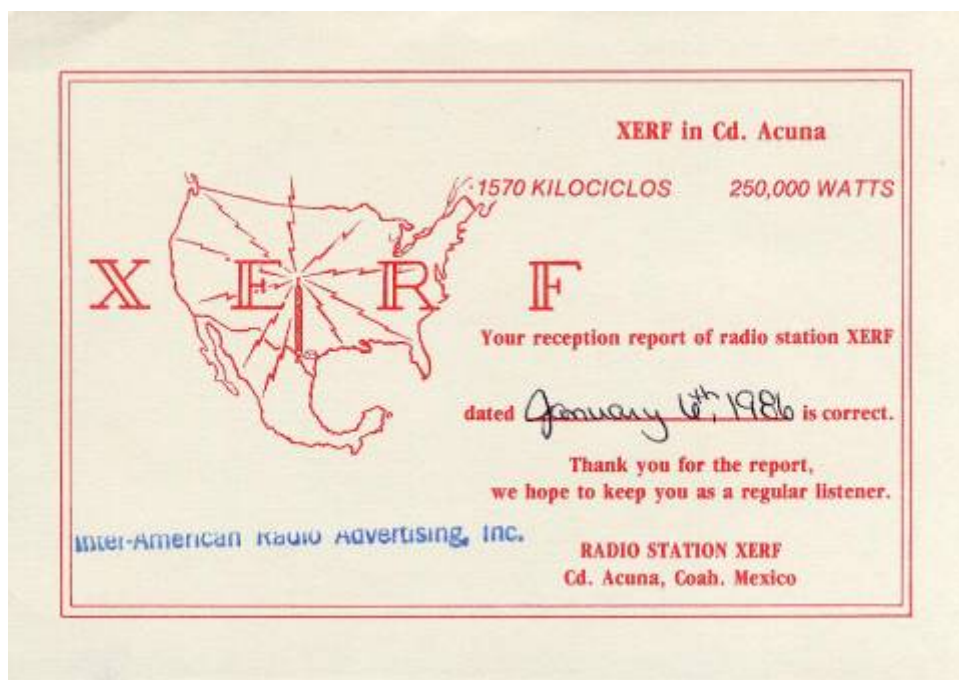 XERF in Cd. Acuna
1570 KILOCICLOS 250,000 WATTS
X E R F
Your reception report of radio station XERF
dated January 6th, 1986 is correct.
Thank you for the report,
we hope to keep you as a regular listener.
Inter-American Radio Advertising, Inc.
RADIO STATION XERF
Cd. Acuna, Coah. Mexico